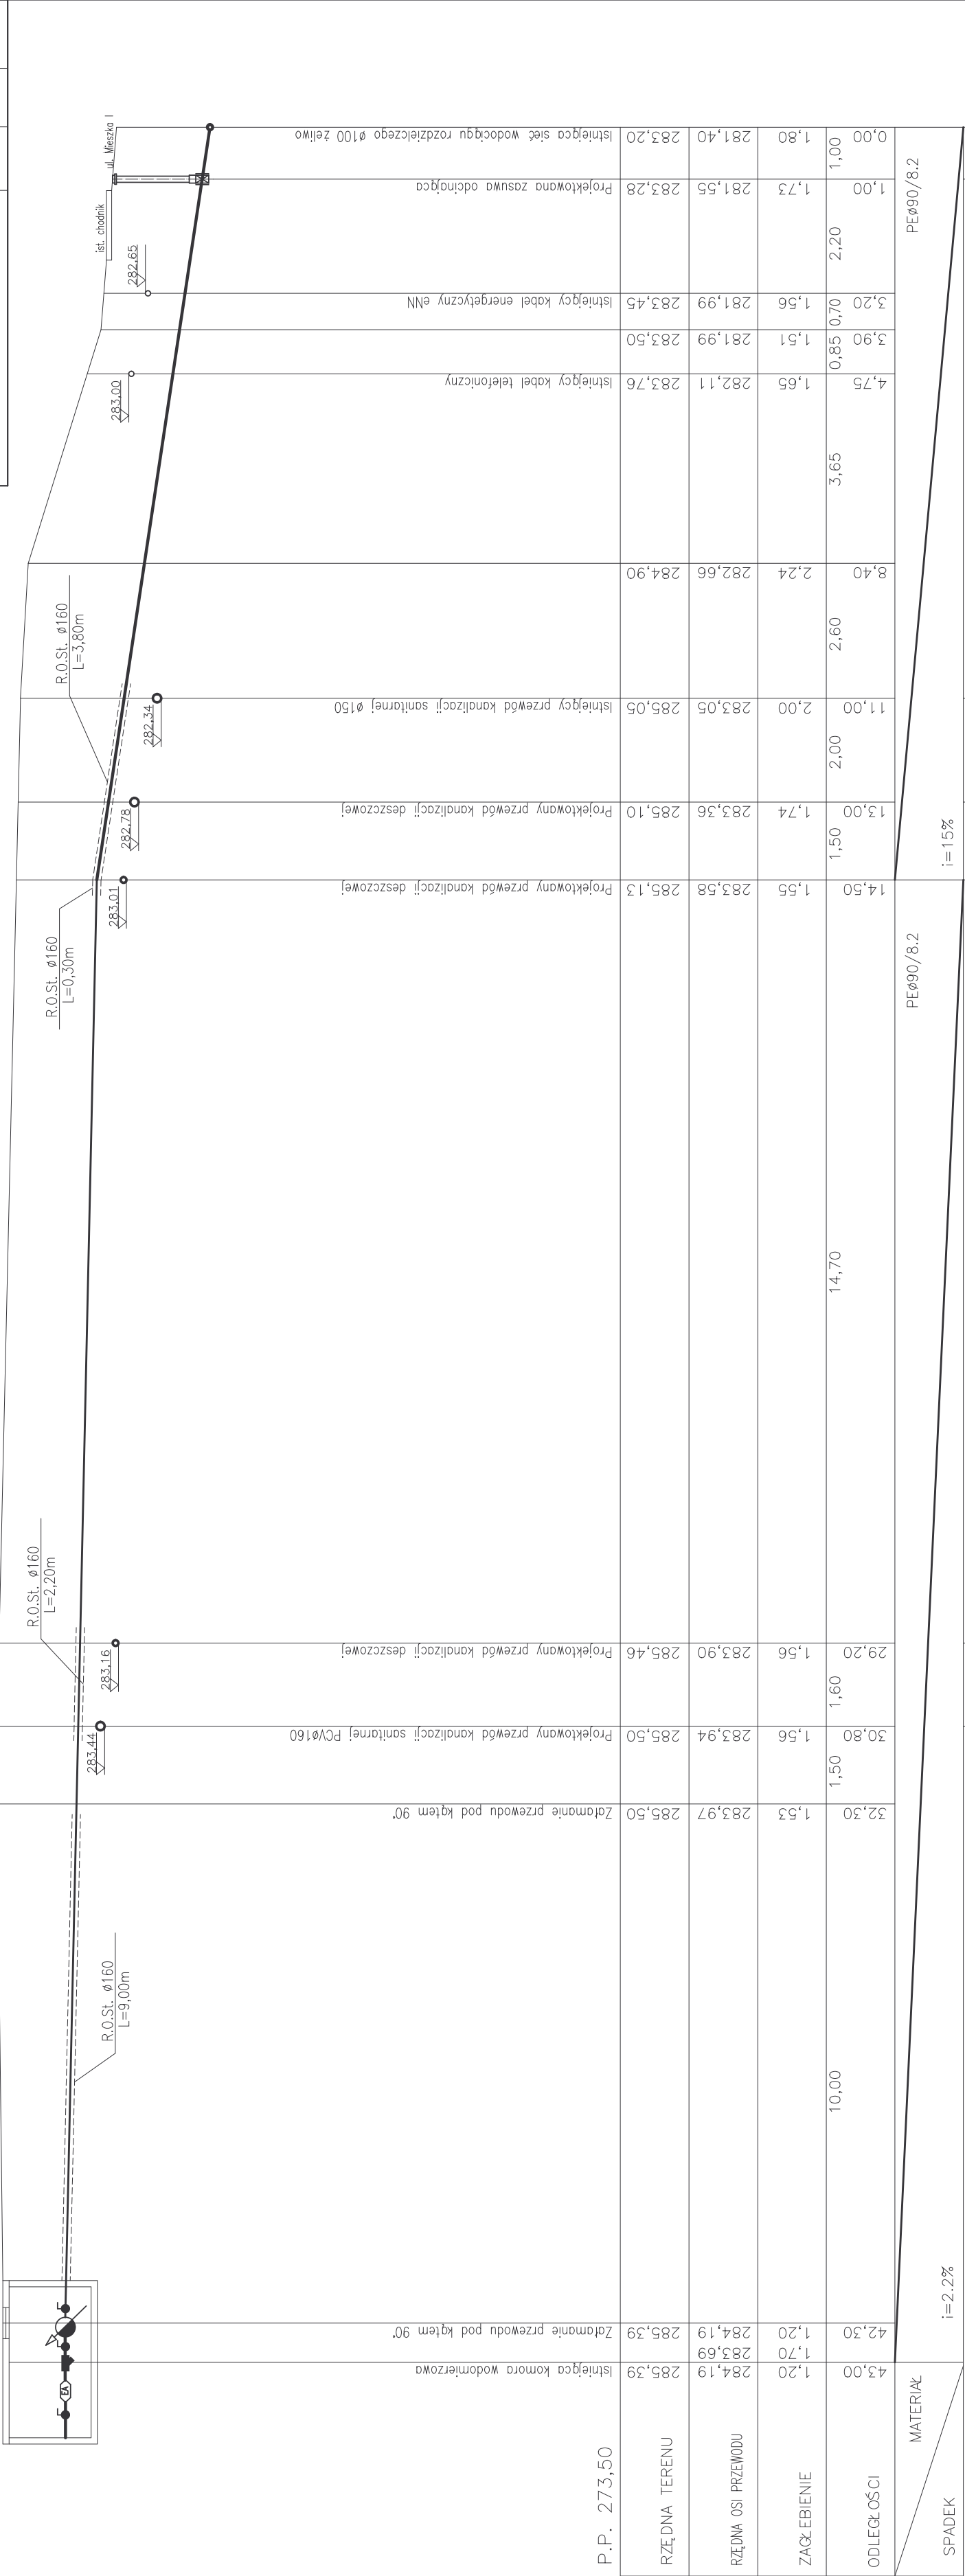 ul. Mieszka I
ist. chodnik
282,65
283,00
R.O.St. ø160
L=3,80m
282,34
282,78
283,01
R.O.St. ø160
L=0,30m
R.O.St. ø160
L=2,20m
283,16
283,44
R.O.St. ø160
L=9,00m
EA
P.P. 273,50
RZĘDNA TERENU
RZĘDNA OSI PRZEWODU
ZAGŁEBIENIE
ODLEGŁOŚCI
MATERIAŁ
SPADEK
Istniejąca komora wodomierzowa
285,39
284,19
1,20
43,00
283,69
1,70
Załamanie przewodu pod kątem 90°
285,39
284,19
1,20
42,30
10,00
Załamanie przewodu pod kątem 90°
285,50
283,97
1,53
32,30
1,50
Projektowany przewód kanalizacji sanitarnej PCVø160
285,50
283,94
1,56
30,80
1,60
Projektowany przewód kanalizacji deszczowej
285,46
283,90
1,56
29,20
14,70
Projektowany przewód kanalizacji deszczowej
285,13
283,58
1,55
14,50
1,50
Projektowany przewód kanalizacji deszczowej
285,10
283,36
1,74
13,00
2,00
Istniejący przewód kanalizacji sanitarnej ø150
285,05
283,05
2,00
11,00
2,60
284,90
282,66
2,24
8,40
3,65
Istniejący kabel telefoniczny
283,76
282,11
1,65
4,75
0,85
283,50
281,99
1,51
3,90
0,70
Istniejący kabel energetyczny eNN
283,45
281,99
1,56
3,20
2,20
Projektowana zasuwa odcinająca
283,28
281,55
1,73
1,00
1,00
Istniejąca sieć wodociągu rozdzielczego ø100 żeliwo
283,20
281,40
1,80
0,00
PEø90/8.2
i=2.2%
PEø90/8.2
i=15%